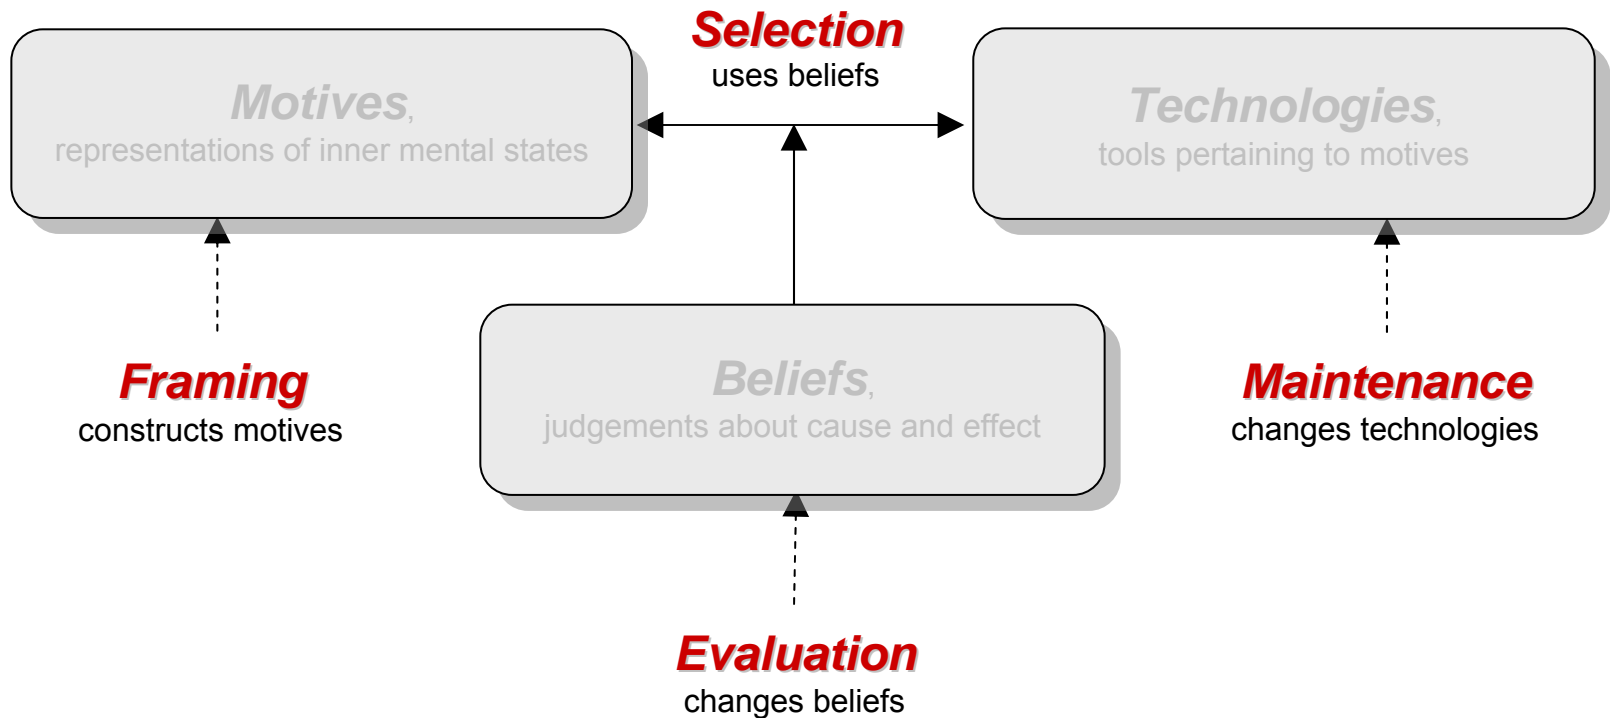 Selection
uses beliefs
Motives,
representations of inner mental states
Technologies,
tools pertaining to motives
Framing
constructs motives
Beliefs,
judgements about cause and effect
Maintenance
changes technologies
Evaluation
changes beliefs